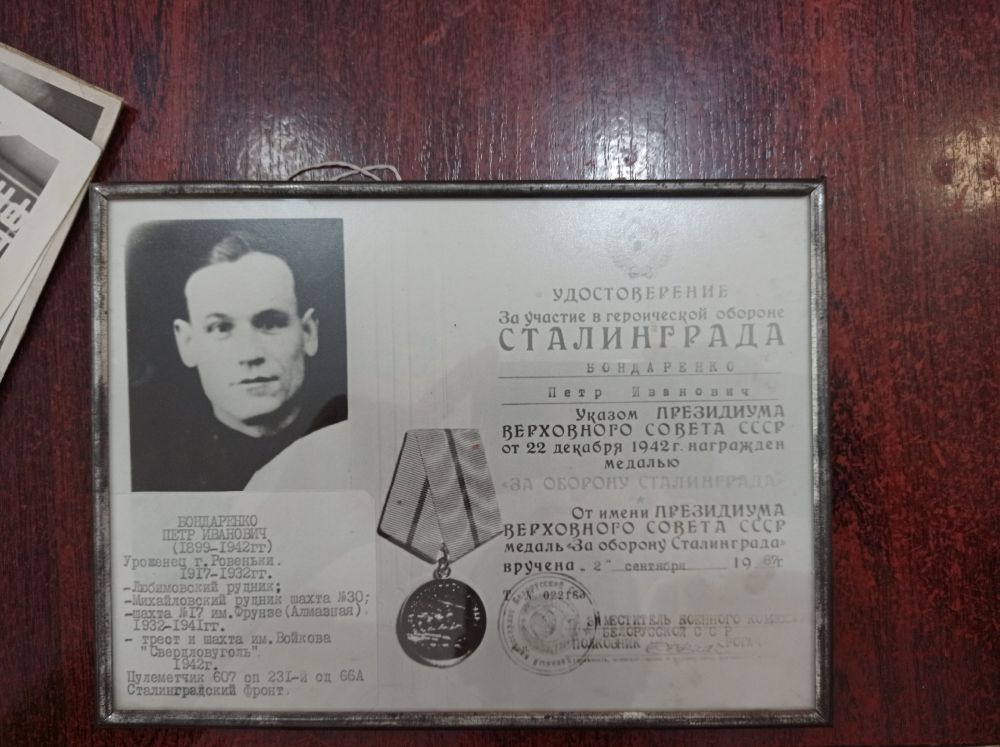 БОНДАРЕНКО
ПЕТР ИВАНОВИЧ
(1899-1942гг)
Уроженец г.Ровеньки.
1917-1932гг.
-Любимовский рудник;
-Михайловский рудник шахта №30;
-шахта №17 им.Фрунзе(Алмазная).
1932-1941гг.
- трест и шахта им.Войкова
"Свердловуголь".
1942г.
Пулеметчик 607 сп 231-й сд 66А
Сталинградский фронт.
УДОСТОВЕРЕНИЕ
За участие в героической обороне
СТАЛИНГРАДА
БОНДАРЕНКО
Петр Иванович
Указом ПРЕЗИДИУМА
ВЕРХОВНОГО СОВЕТА СССР
от 22 декабря 1942г. награжден
медалью
«ЗА ОБОРОНУ СТАЛИНГРАДА»
От имени ПРЕЗИДИУМА
ВЕРХОВНОГО СОВЕТА СССР
медаль «За оборону Сталинграда»
вручена „2" сентября 19 г.
№
ВОЕННОГО
БЕЛОРУССКОЙ С С Р
ПОЛКОВНИК